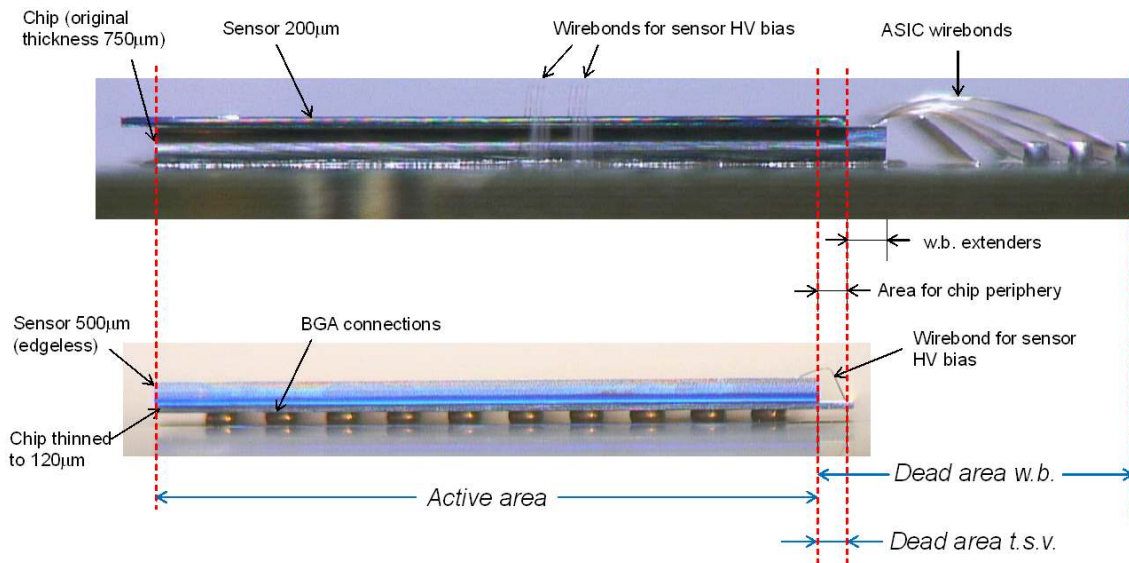 Chip (original
thickness 750μm)
Sensor 200μm
Wirebonds for sensor HV bias
ASIC wirebonds
w.b. extenders
Area for chip periphery
Sensor 500μm
(edgeless)
BGA connections
Wirebond for sensor
HV bias
Chip thinned
to 120μm
Dead area w.b.
Active area
Dead area t.s.v.